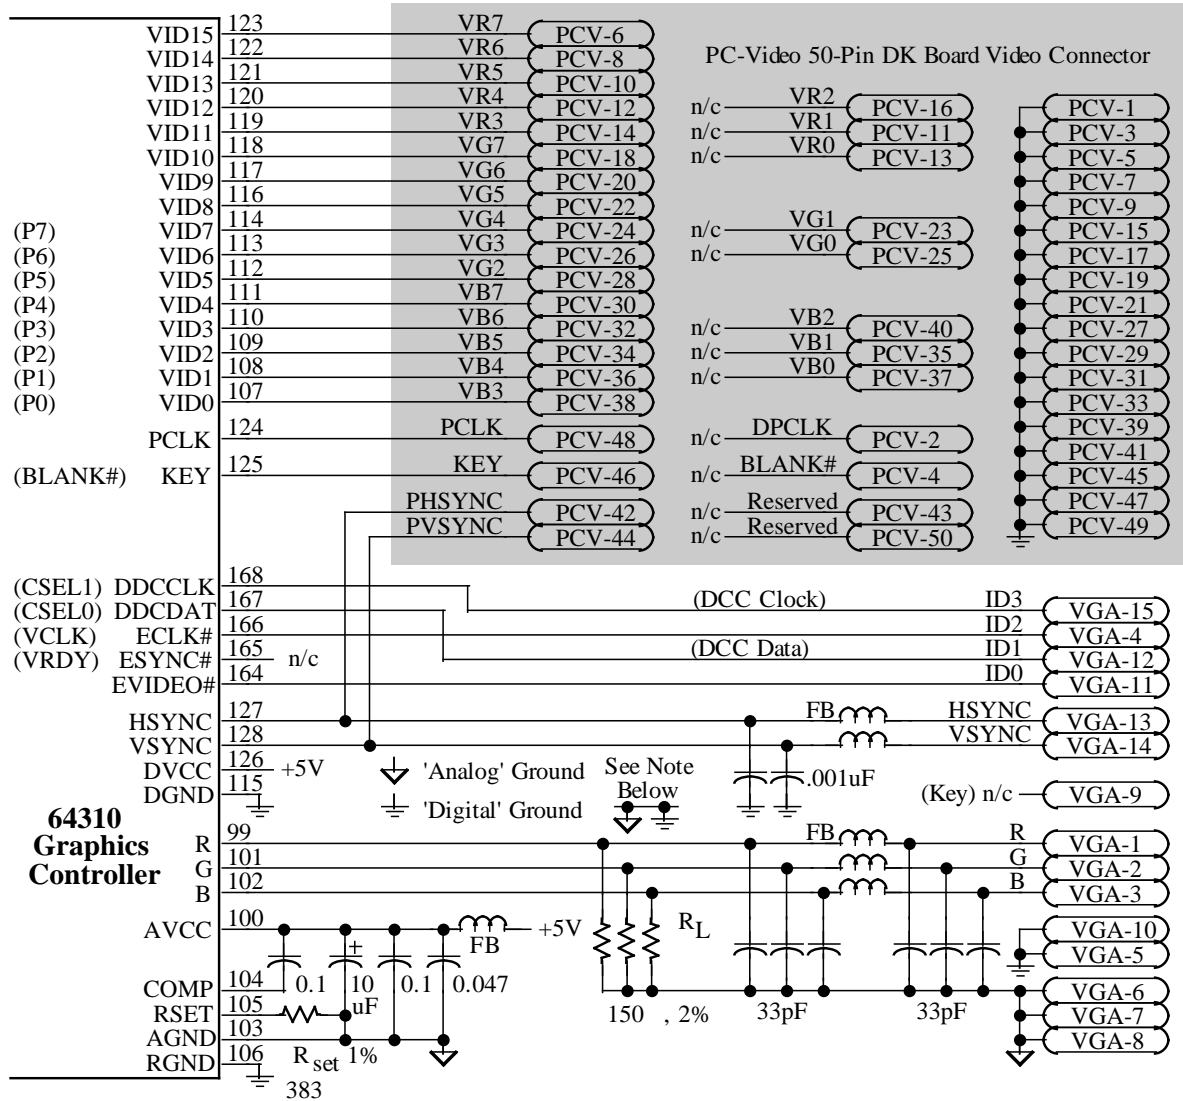 VID15 123 VR7 PCV-6
VID14 122 VR6 PCV-8 PC-Video 50-Pin DK Board Video Connector
VID13 121 VR5 PCV-10
VID12 120 VR4 PCV-12 n/c VR2 PCV-16 PCV-1
VID11 119 VR3 PCV-14 n/c VR1 PCV-11 PCV-3
VID10 118 VG7 PCV-18 n/c VR0 PCV-13 PCV-5
VID9 117 VG6 PCV-20 PCV-7
VID8 116 VG5 PCV-22 PCV-9
(P7) VID7 114 VG4 PCV-24 n/c VG1 PCV-23 PCV-15
(P6) VID6 113 VG3 PCV-26 n/c VG0 PCV-25 PCV-17
(P5) VID5 112 VG2 PCV-28 PCV-19
(P4) VID4 111 VB7 PCV-30 PCV-21
(P3) VID3 110 VB6 PCV-32 n/c VB2 PCV-40 PCV-27
(P2) VID2 109 VB5 PCV-34 n/c VB1 PCV-35 PCV-29
(P1) VID1 108 VB4 PCV-36 n/c VB0 PCV-37 PCV-31
(P0) VID0 107 VB3 PCV-38 PCV-33
PCV-39
PCLK 124 PCLK PCV-48 n/c DPCLK PCV-2 PCV-41
(BLANK#) KEY 125 KEY PCV-46 n/c BLANK# PCV-4 PCV-45
PHSYNC PCV-42 n/c Reserved PCV-43 PCV-47
PVSYNC PCV-44 n/c Reserved PCV-50 PCV-49
(CSEL1) DDCCLK 168 (DCC Clock) ID3 VGA-15
(CSEL0) DDCDAT 167
(VCLK) ECLK# 166 ID2 VGA-4
(VRDY) ESYNC# 165 n/c (DCC Data) ID1 VGA-12
EVIDEO# 164 ID0 VGA-11
HSYNC 127 FB HSYNC VGA-13
VSYNC 128 VSYNC VGA-14
DVCC 126 +5V 'Analog' Ground See Note
Below .001uF
DGND 115 'Digital' Ground (Key) n/c VGA-9
64310
Graphics
Controller
R 99 FB R VGA-1
G 101 G VGA-2
B 102 B VGA-3
AVCC 100 FB +5V RL VGA-10
VGA-5
COMP 104 0.1 + 10 uF 0.1 0.047 VGA-6
RSET 105 150 , 2% 33pF 33pF VGA-7
AGND 103 Rset 1% VGA-8
RGND 106 383